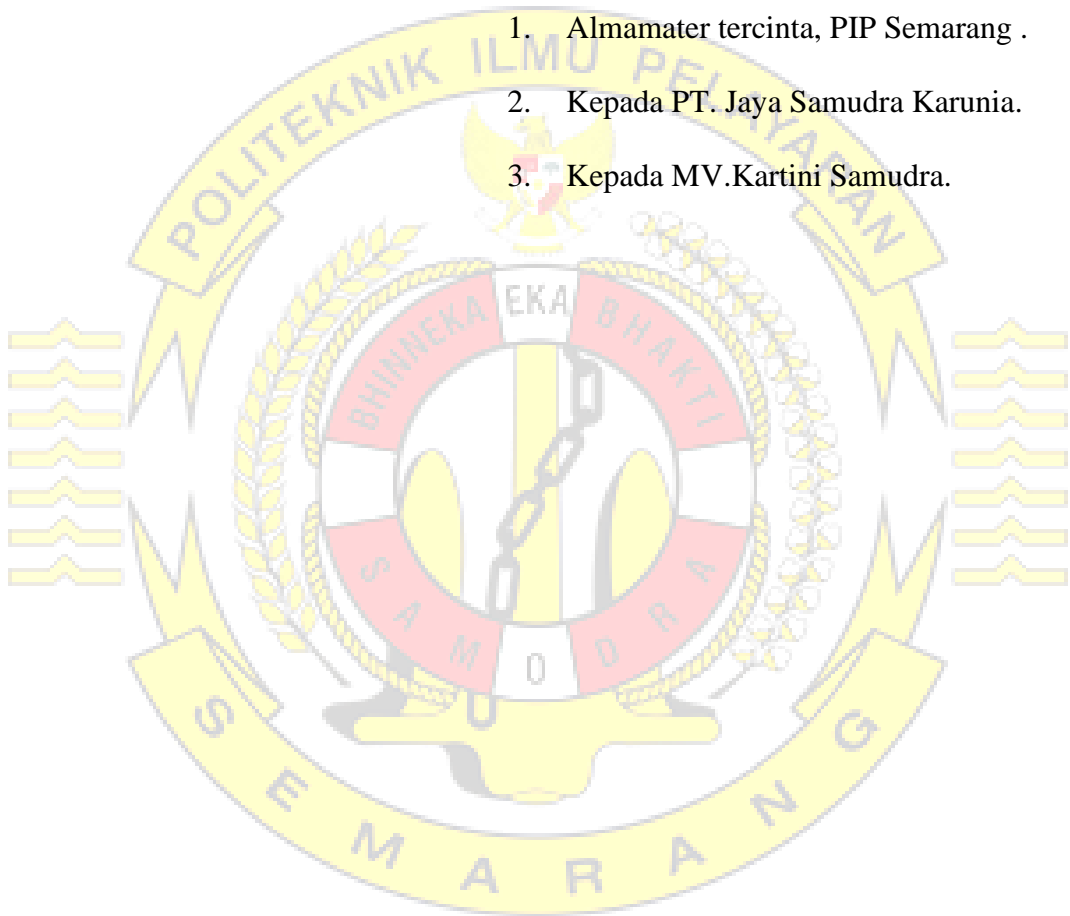 1. Almamater tercinta, PIP Semarang .
2. Kepada PT. Jaya Samudra Karunia.
3. Kepada MV.Kartini Samudra.
POLITEKNIK ILMU PELAYARAN
BHINNEKA EKA BHAKTI
SAMODRA
SEMARANG